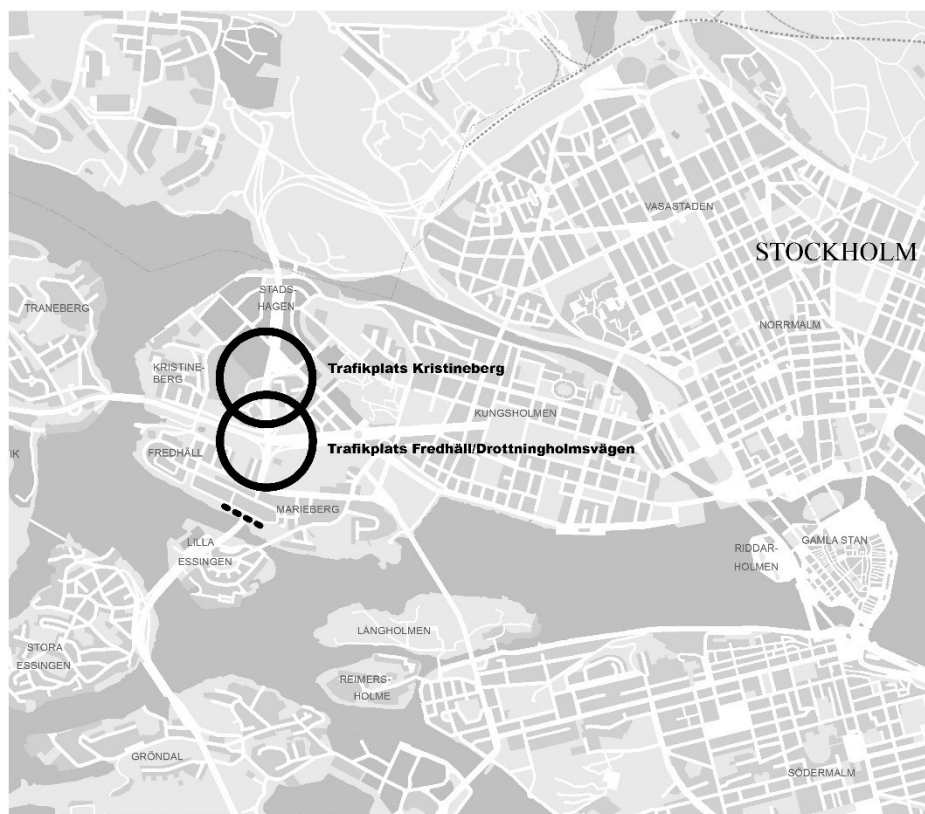 VASASTADEN
STOCKHOLM
STADS-
HAGEN
TRANEBERG
NORRMALM
KRISTINE-
BERG
Trafikplats Kristineberg
KUNGSHOLMEN
FREDHÄLL
Trafikplats Fredhäll/Drottningholmsvägen
IK
MARIEBERG
LILLA
ESSINGEN
RIDDAR-
HOLMEN
GAMLA STAN
LÅNGHOLMEN
STORA
ESSINGEN
REIMERS-
HOLME
GRÖNDAL
SÖDERMALM